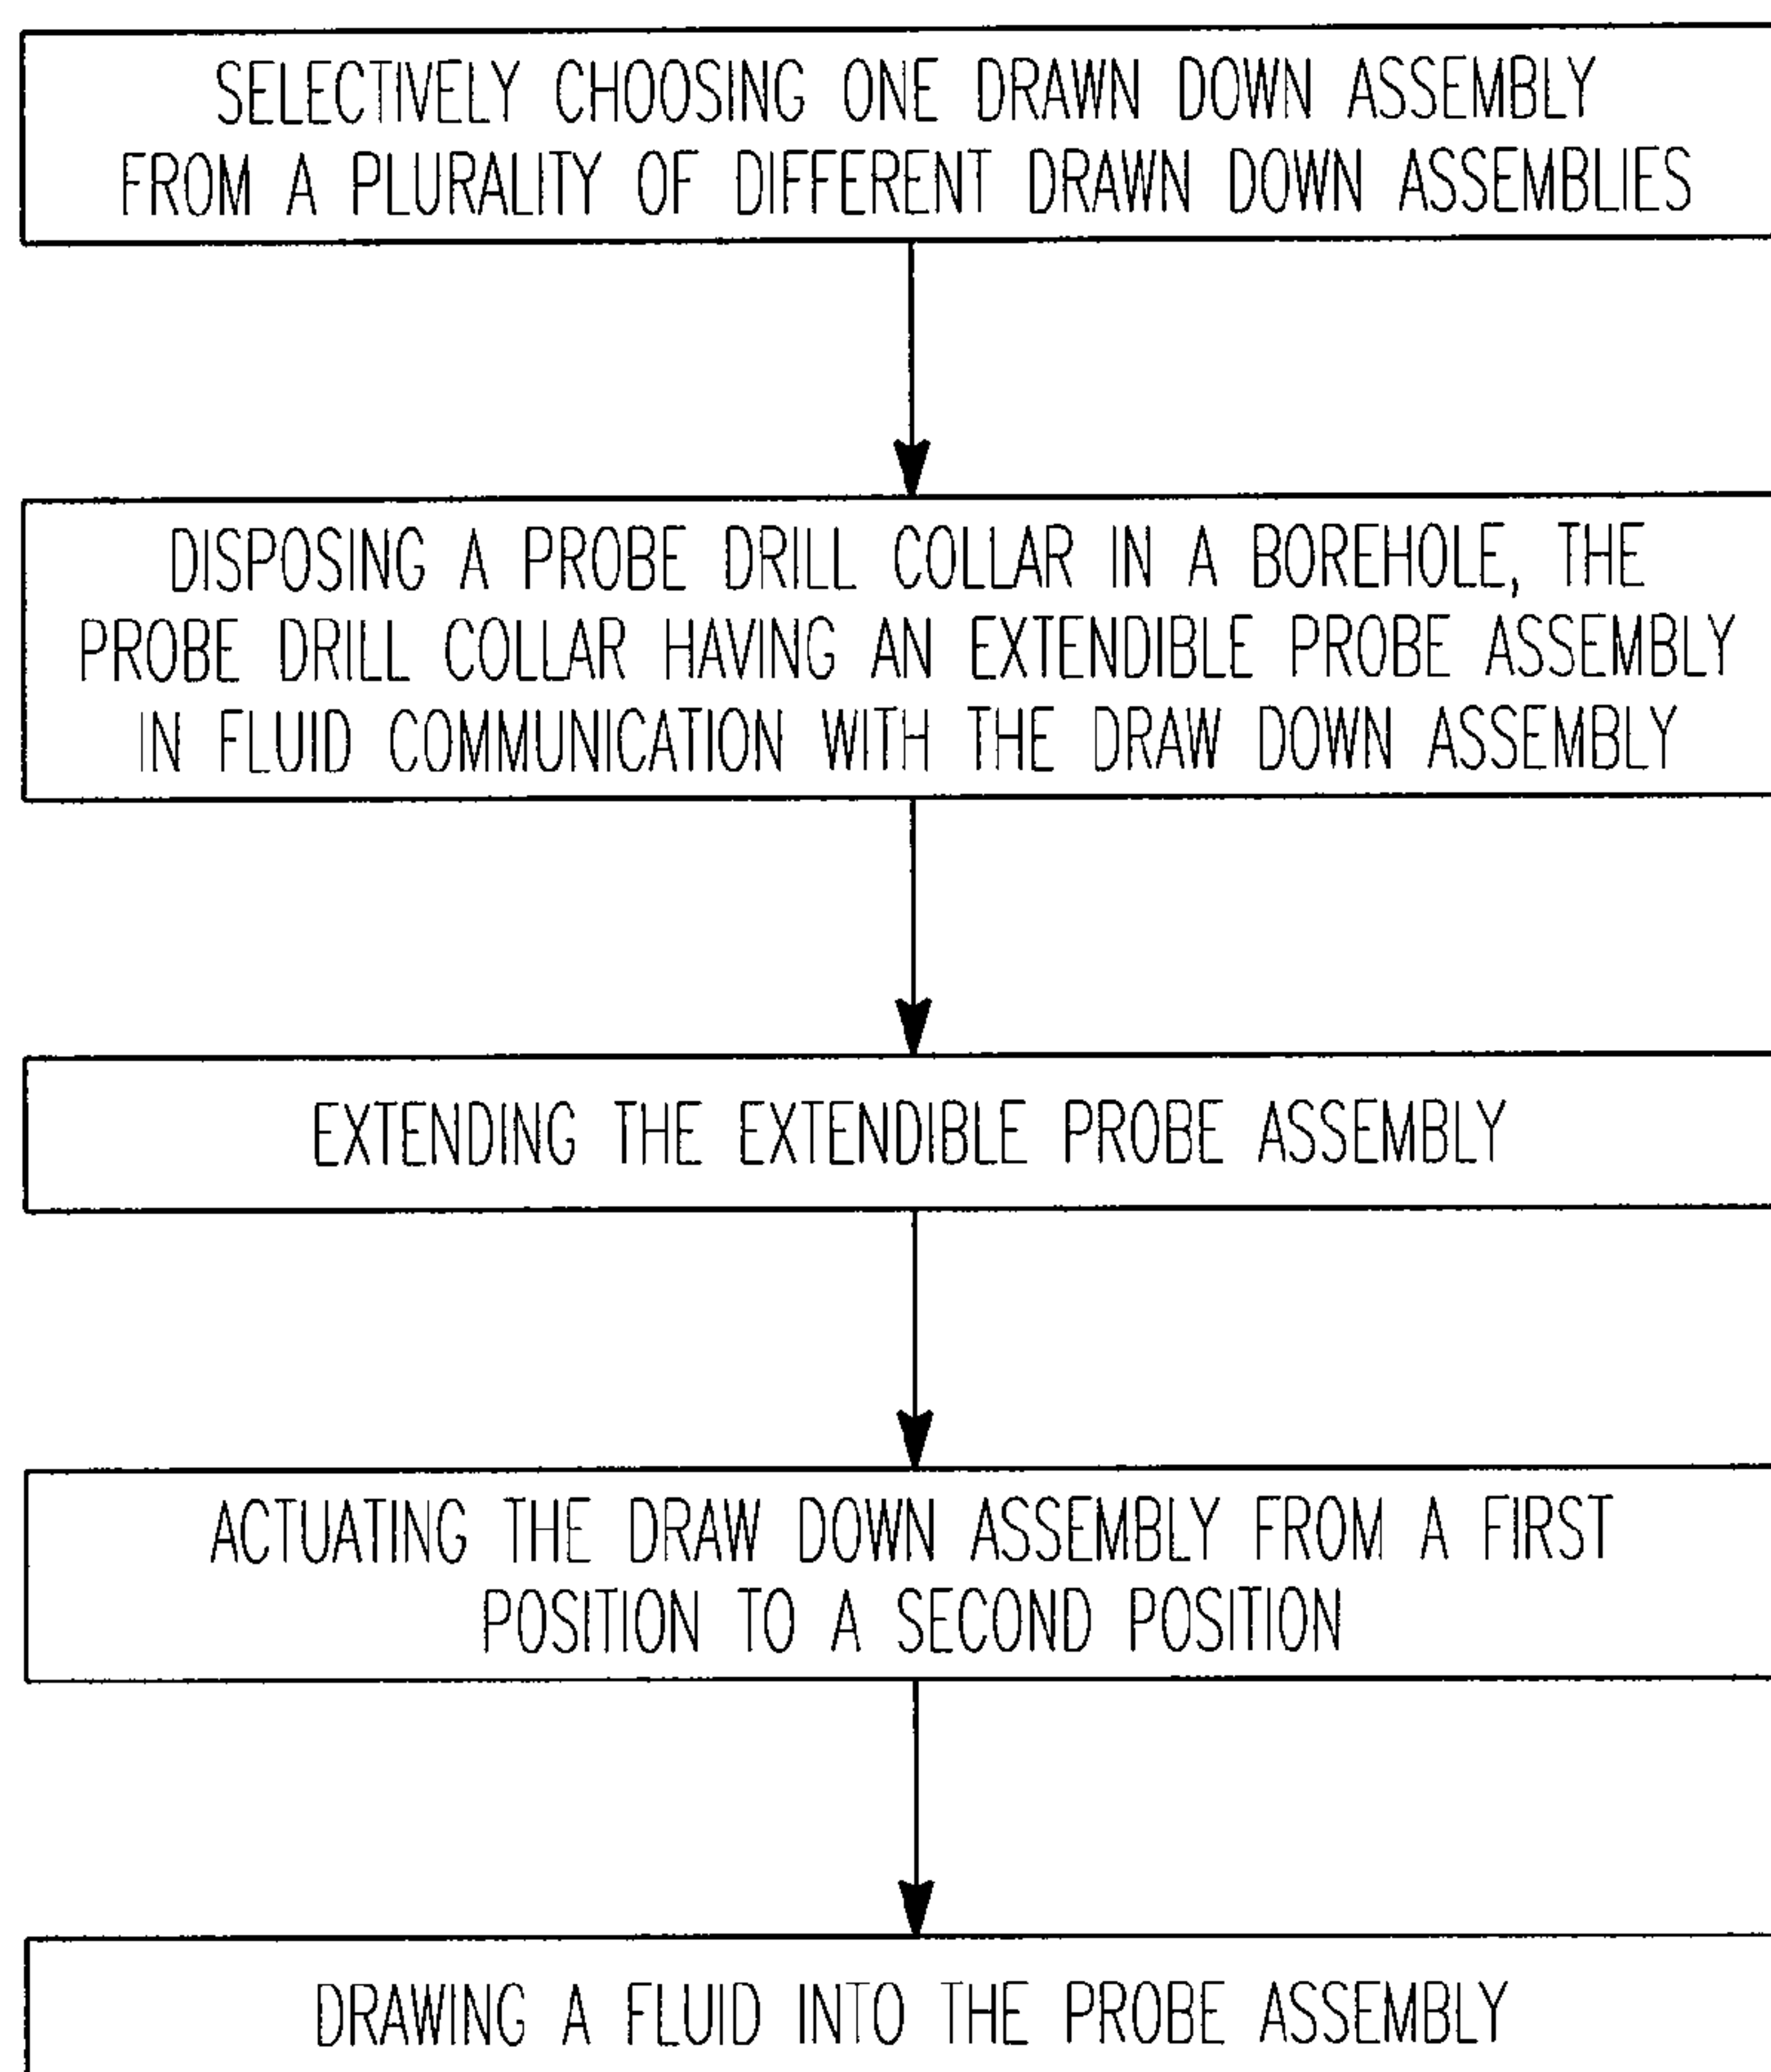 SELECTIVELY CHOOSING ONE DRAWN DOWN ASSEMBLY
FROM A PLURALITY OF DIFFERENT DRAWN DOWN ASSEMBLIES
DISPOSING A PROBE DRILL COLLAR IN A BOREHOLE, THE
PROBE DRILL COLLAR HAVING AN EXTENDIBLE PROBE ASSEMBLY
IN FLUID COMMUNICATION WITH THE DRAW DOWN ASSEMBLY
EXTENDING THE EXTENDIBLE PROBE ASSEMBLY
ACTUATING THE DRAW DOWN ASSEMBLY FROM A FIRST
POSITION TO A SECOND POSITION
DRAWING A FLUID INTO THE PROBE ASSEMBLY